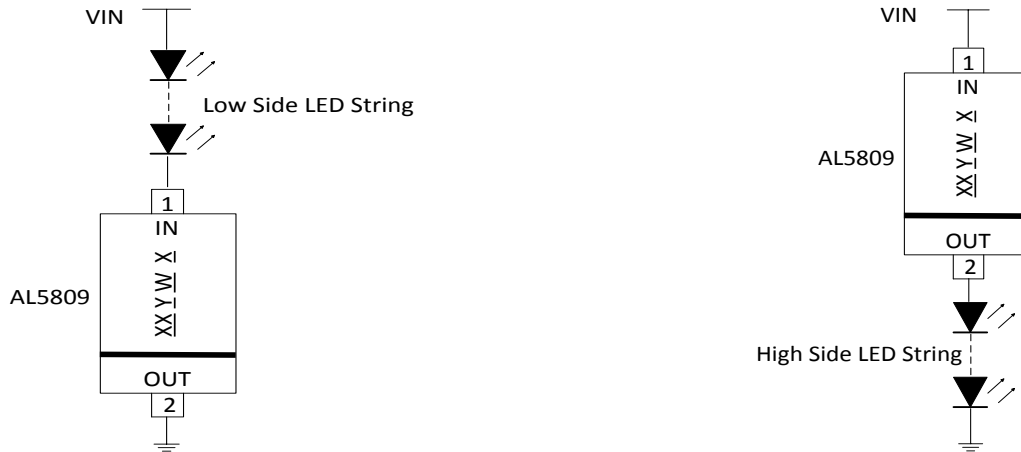 VIN
Low Side LED String
1
IN
XX Y W X
AL5809
OUT
2
VIN
1
IN
XX Y W X
AL5809
OUT
2
High Side LED String